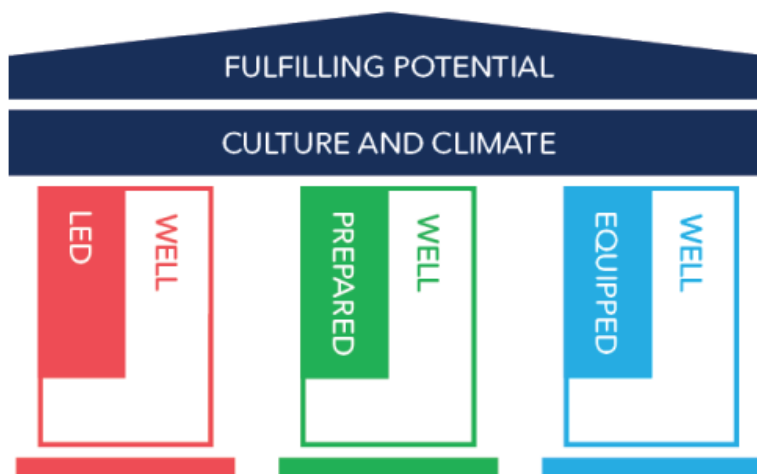 FULFILLING POTENTIAL
CULTURE AND CLIMATE
WELL
LED
WELL
PREPARED
WELL
EQUIPPED